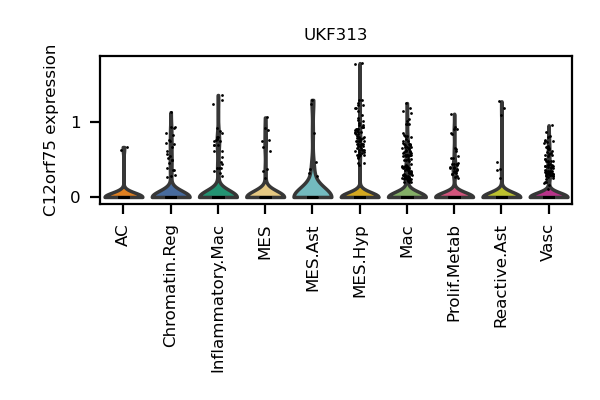 UKF313
C12orf75 expression
1
0
AC
Chromatin.Reg
Inflammatory.Mac
MES
MES.Ast
MES.Hyp
Mac
Prolif.Metab
Reactive.Ast
Vasc